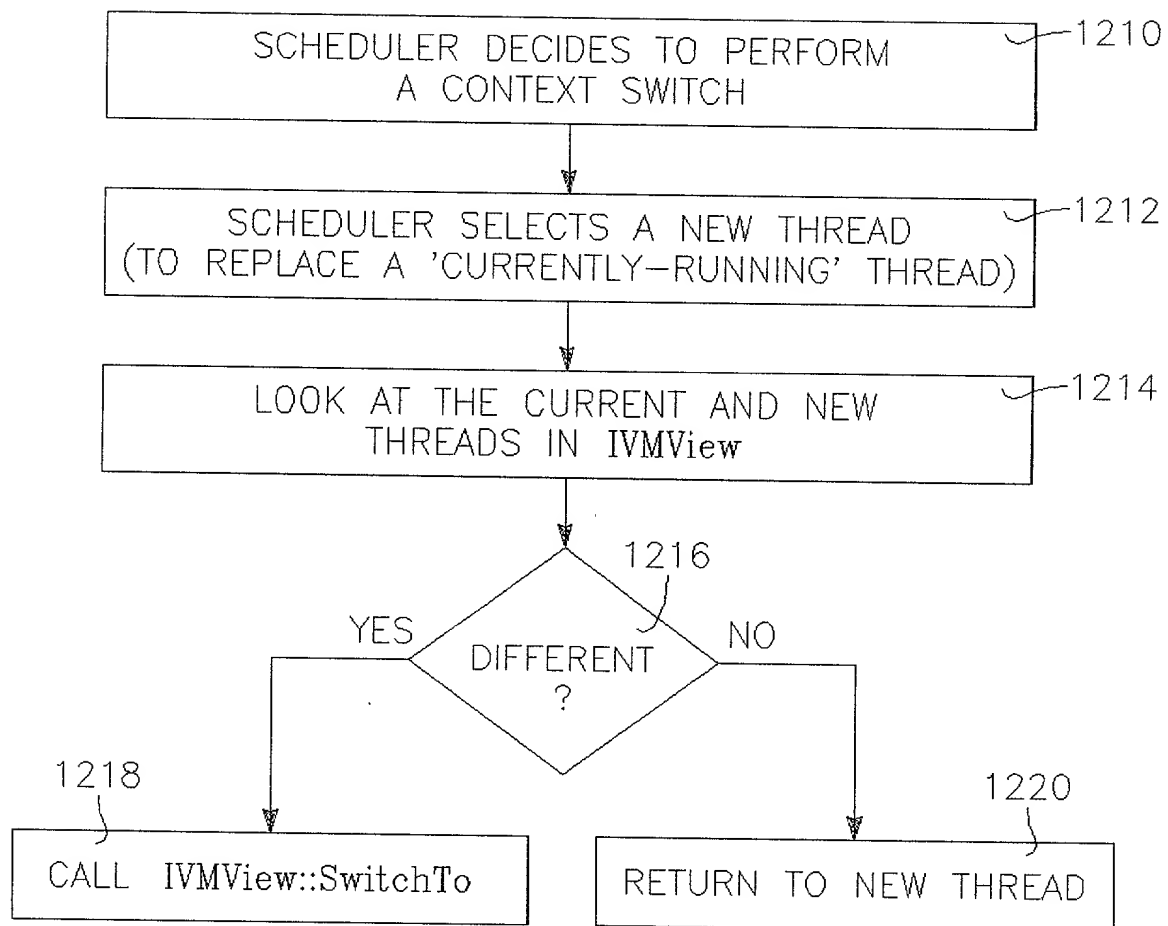 SCHEDULER DECIDES TO PERFORM
A CONTEXT SWITCH
1210
SCHEDULER SELECTS A NEW THREAD
(TO REPLACE A 'CURRENTLY-RUNNING' THREAD)
1212
LOOK AT THE CURRENT AND NEW
THREADS IN IVMView
1214
1216
YES
DIFFERENT
?
NO
1218
CALL IVMView::SwitchTo
1220
RETURN TO NEW THREAD